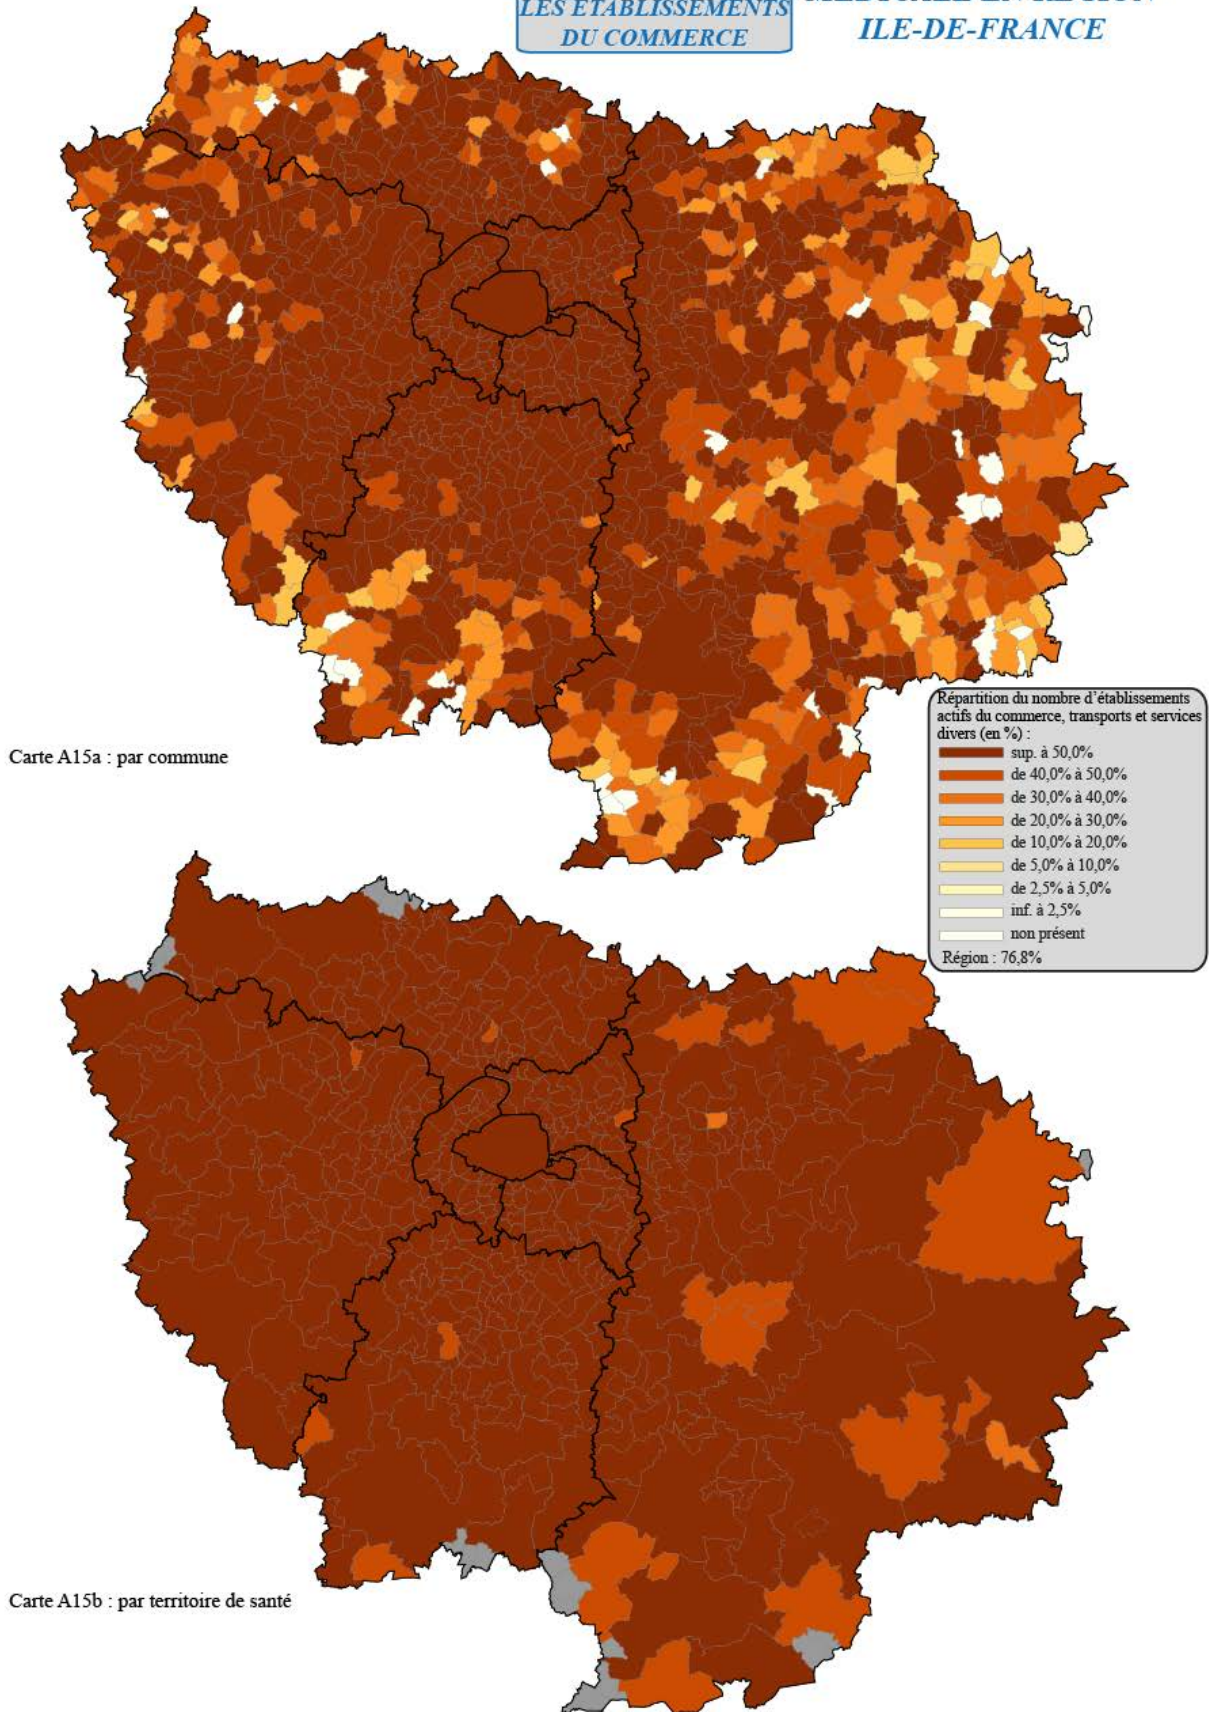 LES ETABLISSEMENTS
DU COMMERCE
ILE-DE-FRANCE
Carte A15a : par commune
Répartition du nombre d'établissements
actifs du commerce, transports et services
divers (en %) :
sup. à 50,0%
de 40,0% à 50,0%
de 30,0% à 40,0%
de 20,0% à 30,0%
de 10,0% à 20,0%
de 5,0% à 10,0%
de 2,5% à 5,0%
inf. à 2,5%
non présent
Région : 76,8%
Carte A15b : par territoire de santé